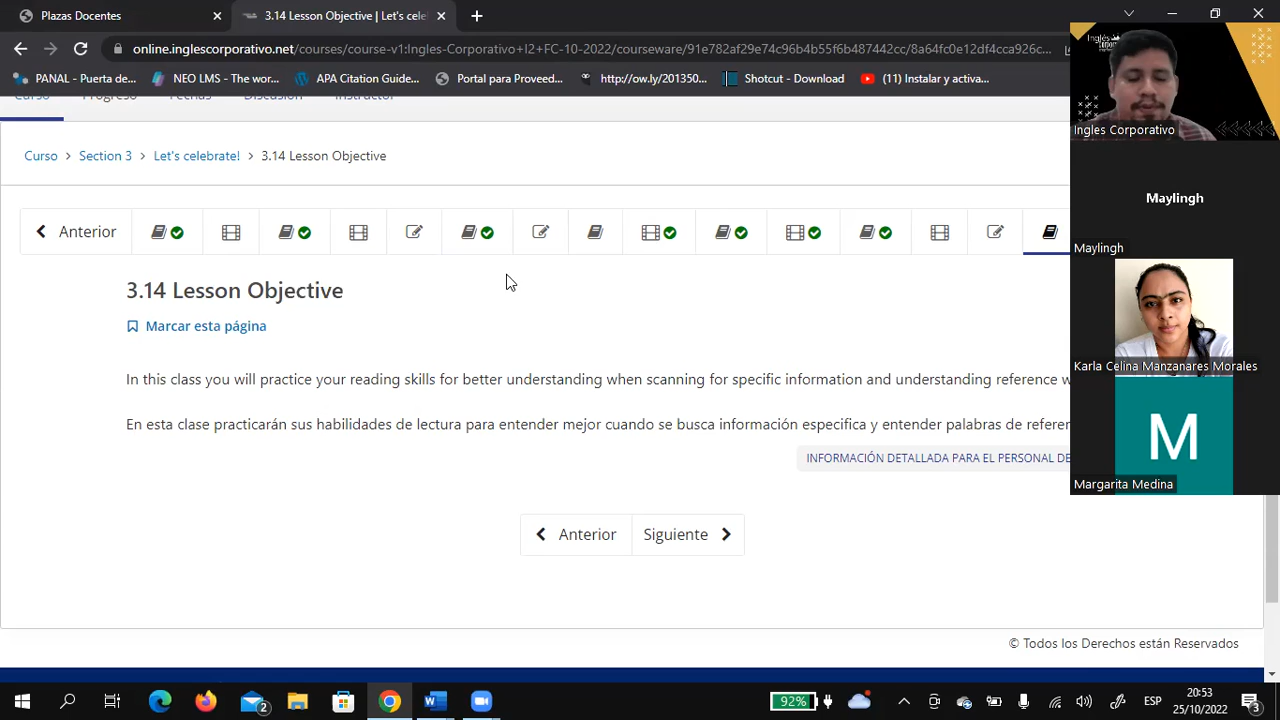 Plazas Docentes
3.14 Lesson Objective | Let's cele
online.inglescorporativo.net/courses/course-v1:Ingles-Corporativo+I2+FC-10-2022/courseware/91e782af29e74c96b4b55f6b487442cc/8a64fc0e12df4cca926c...
PANAL - Puerta de...
NEO LMS - The wor...
APA Citation Guide...
Portal para Proveed...
http://ow.ly/201350...
Shotcut - Download
(11) Instalar y activa...
Curso Progreso Fechas Discusión Instructor
Curso > Section 3 > Let's celebrate! > 3.14 Lesson Objective
Anterior
3.14 Lesson Objective
Marcar esta página
In this class you will practice your reading skills for better understanding when scanning for specific information and understanding reference w
En esta clase practicarán sus habilidades de lectura para entender mejor cuando se busca información especifica y entender palabras de refere
INFORMACIÓN DETALLADA PARA EL PERSONAL DE
Anterior Siguiente
© Todos los Derechos están Reservados
Inglés
Ingles Corporativo
Maylingh
Maylingh
Karla Celina Manzanares Morales
M
Margarita Medina
2
92%
ESP
20:53
25/10/2022
3